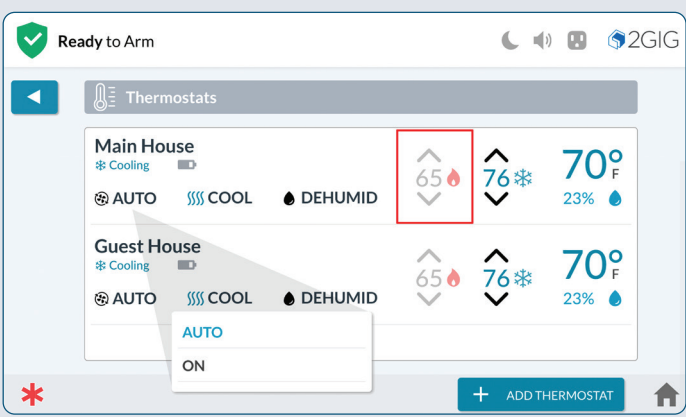 Ready to Arm
2GIG
Thermostats
Main House
Cooling
65 76 70° F
AUTO COOL DEHUMID 23%
Guest House
Cooling
65 76 70° F
AUTO COOL DEHUMID 23%
AUTO
ON
+ ADD THERMOSTAT